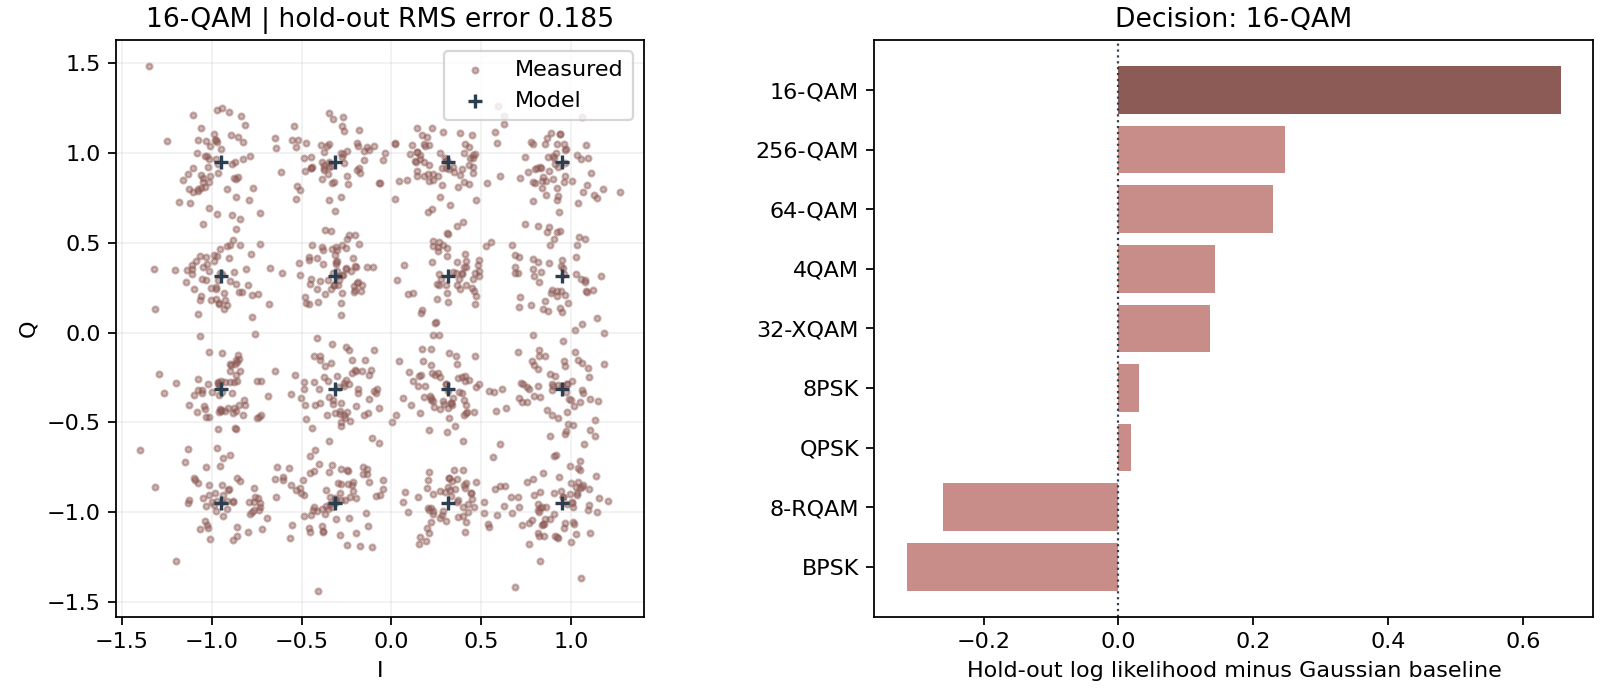 16-QAM | hold-out RMS error 0.185
Measured
Model
1.5
1.0
0.5
0.0
−0.5
−1.0
−1.5
Q
−1.5
−1.0
−0.5
0.0
0.5
1.0
I
Decision: 16-QAM
16-QAM
256-QAM
64-QAM
4QAM
32-XQAM
8PSK
QPSK
8-RQAM
BPSK
−0.2
0.0
0.2
0.4
0.6
Hold-out log likelihood minus Gaussian baseline